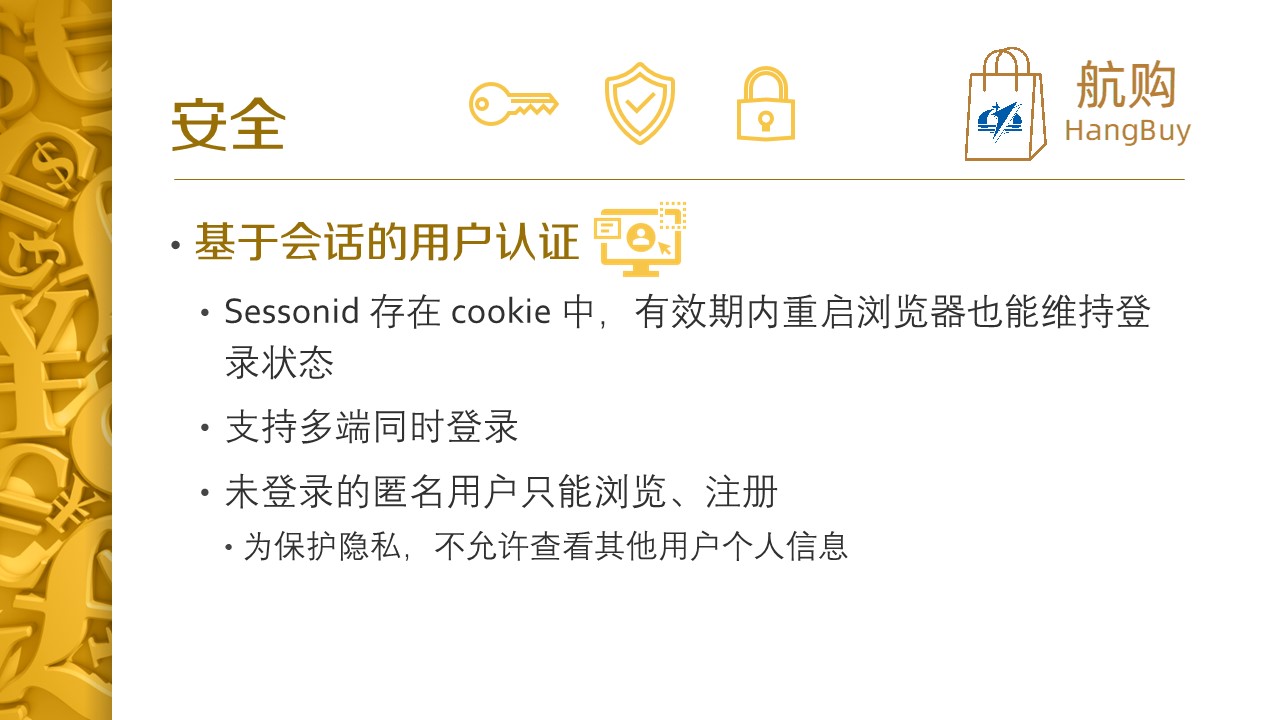 安全
航购
HangBuy
• 基于会话的用户认证
• Sessonid 存在 cookie 中，有效期内重启浏览器也能维持登
录状态
• 支持多端同时登录
• 未登录的匿名用户只能浏览、注册
• 为保护隐私，不允许查看其他用户个人信息